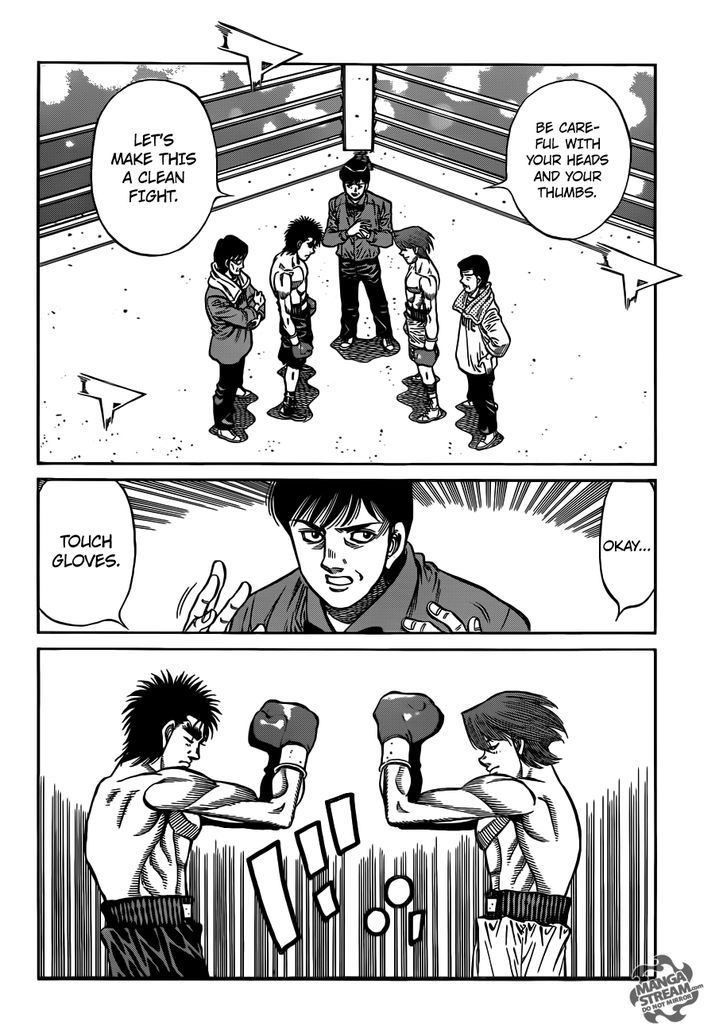 BE CARE-
FUL WITH
YOUR HEADS
AND YOUR
THUMBS.
LET'S
MAKE THIS
A CLEAN
FIGHT.
OKAY...
TOUCH
GLOVES.
MANGA
STREAM.com
DO NOT MIRROR